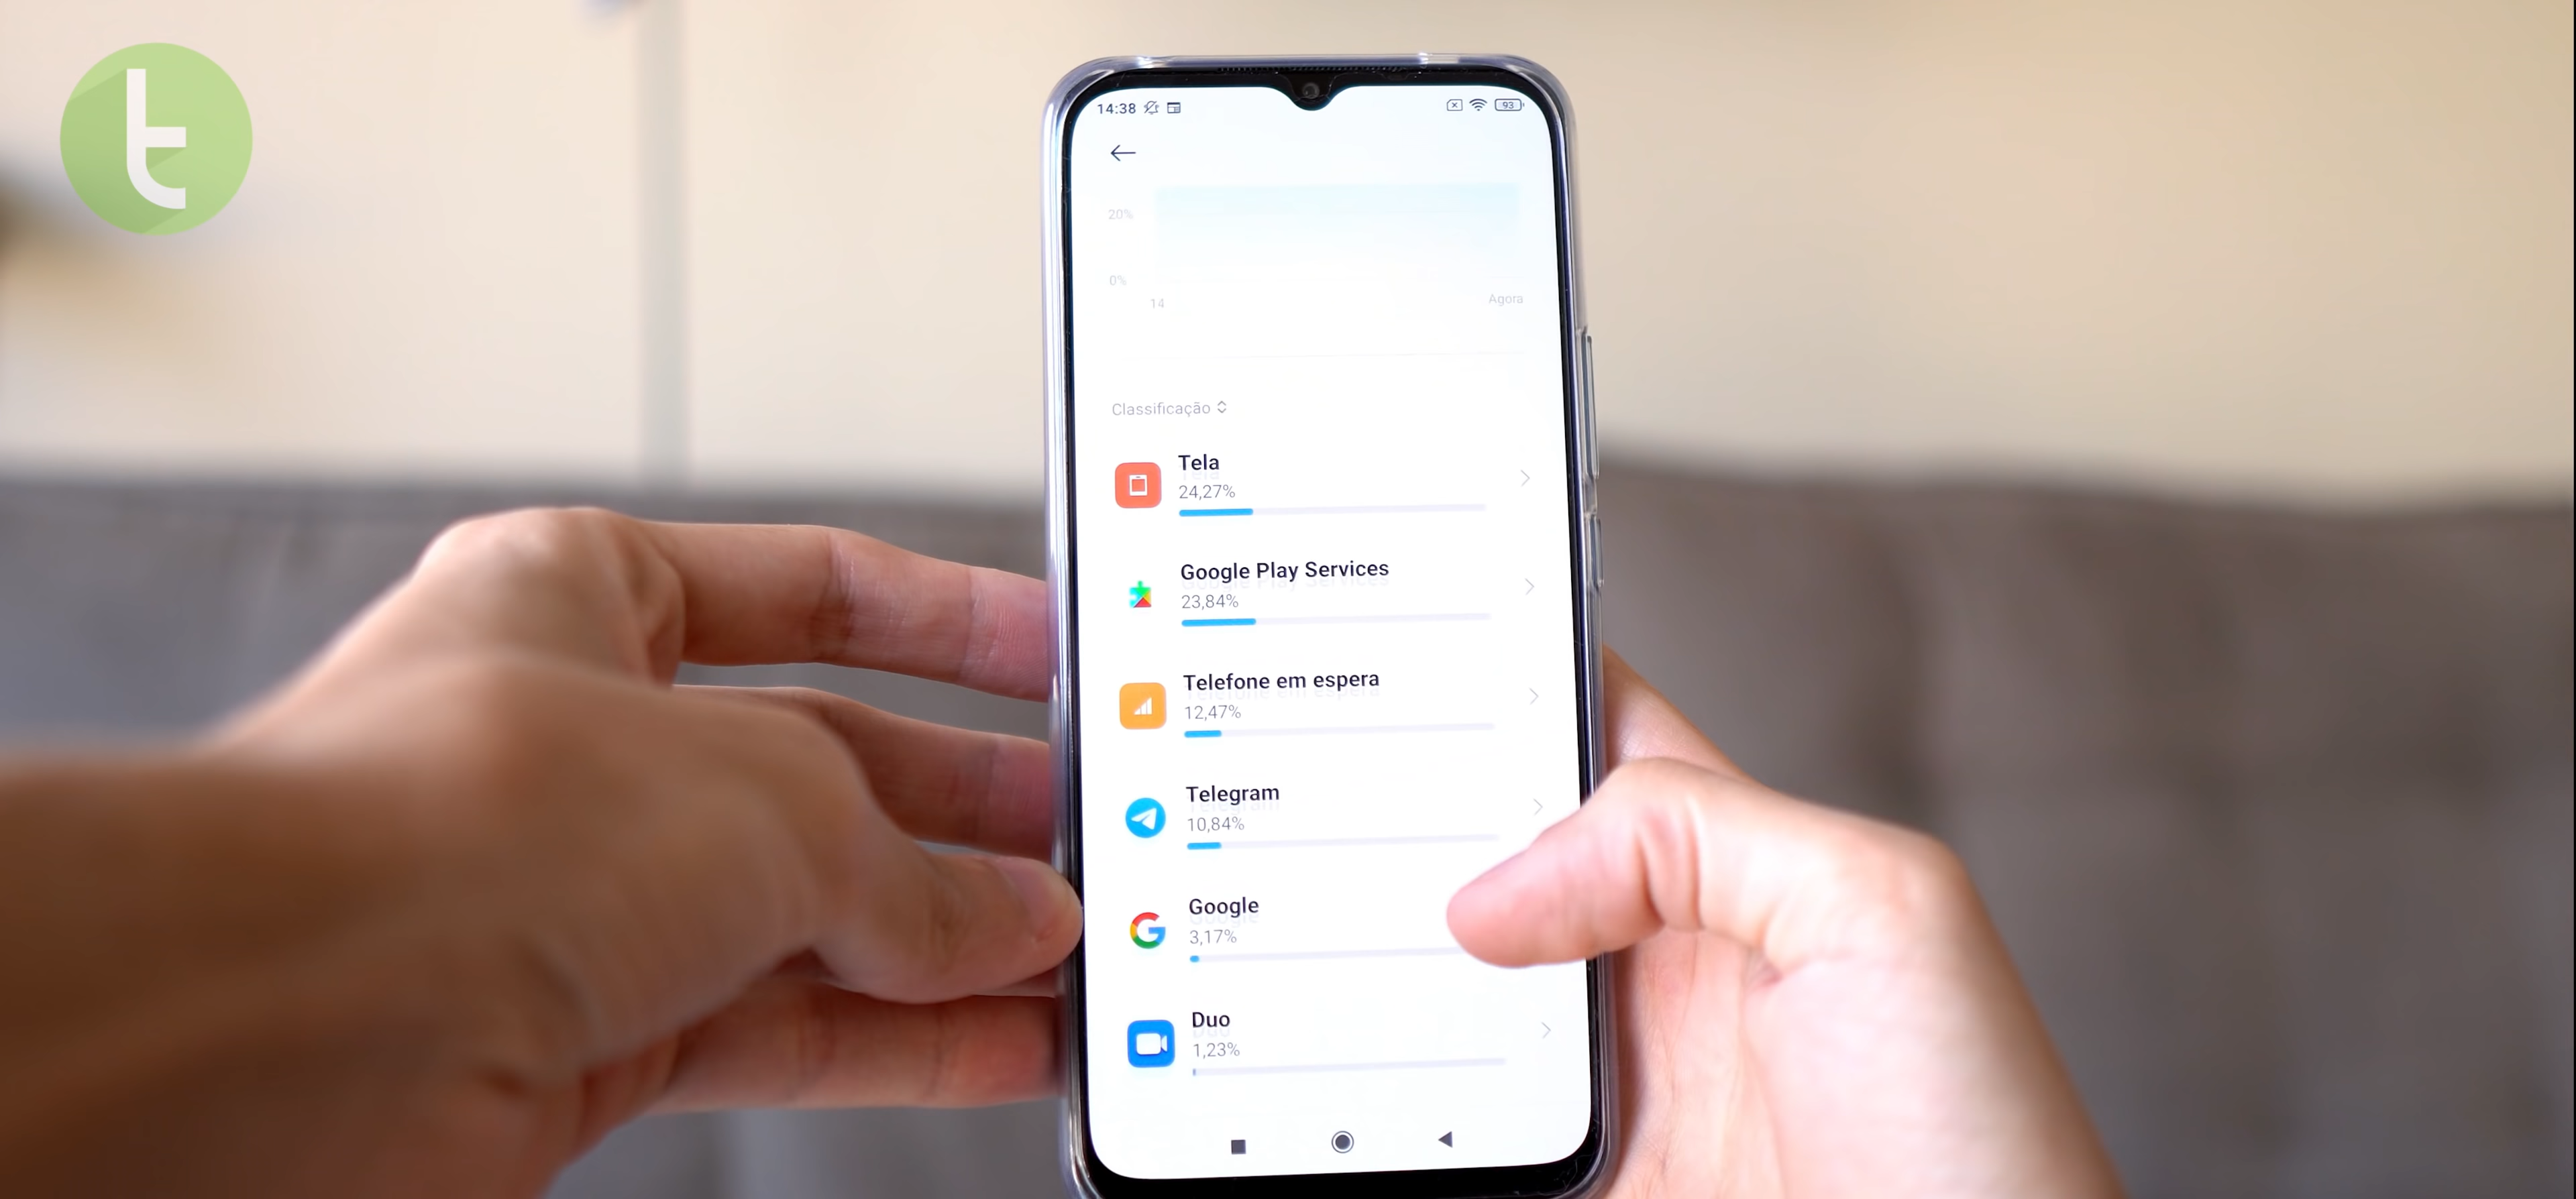 t
14:38
93
20%
0%
14
Agora
Classificação
Tela
24,27%
Google Play Services
23,84%
Telefone em espera
12,47%
Telegram
10,84%
Google
3,17%
Duo
1,23%